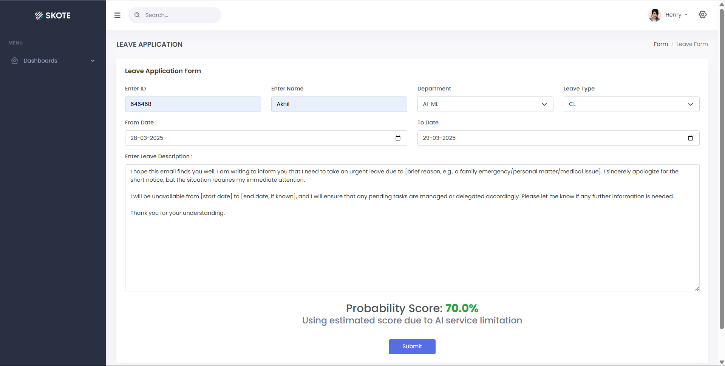 SKOTE
Search...
Henry
MENU
Dashboards
LEAVE APPLICATION
Form / Leave Form
Leave Application Form
Enter ID
Enter Name
Department
Leave Type
646468
Akhil
AI-ML
CL
From Date
To Date
28-03-2025
29-03-2025
Enter Leave Description :
I hope this email finds you well. I am writing to inform you that I need to take an urgent leave due to [brief reason, e.g., a family emergency/personal matter/medical issue]. I sincerely apologize for the
short notice, but the situation requires my immediate attention.
I will be unavailable from [start date] to [end date, if known], and I will ensure that any pending tasks are managed or delegated accordingly. Please let me know if any further information is needed.
Thank you for your understanding.
Probability Score: 70.0%
Using estimated score due to AI service limitation
Submit